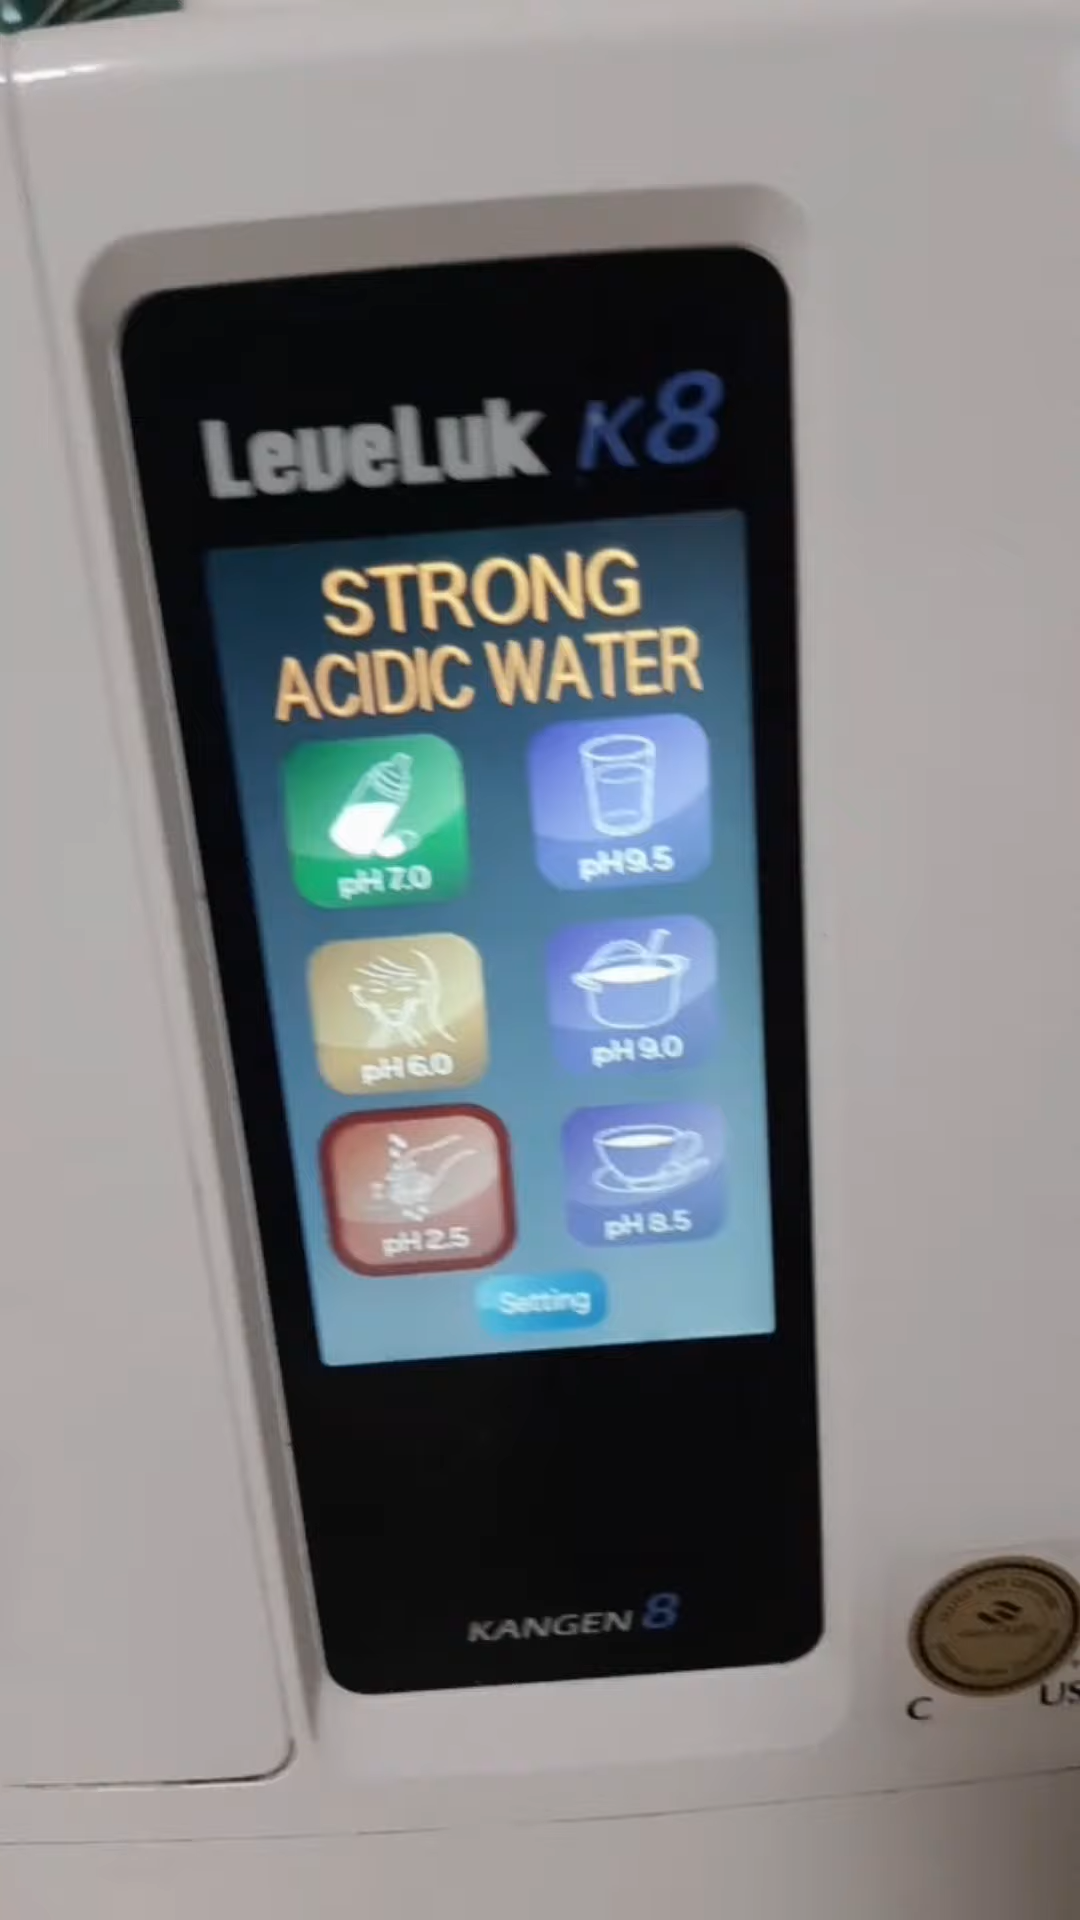 LeveLuk K8
STRONG
ACIDIC WATER
pH 7.0
pH 9.5
pH 6.0
pH 9.0
pH 2.5
pH 8.5
Setting
KANGEN 8
C US